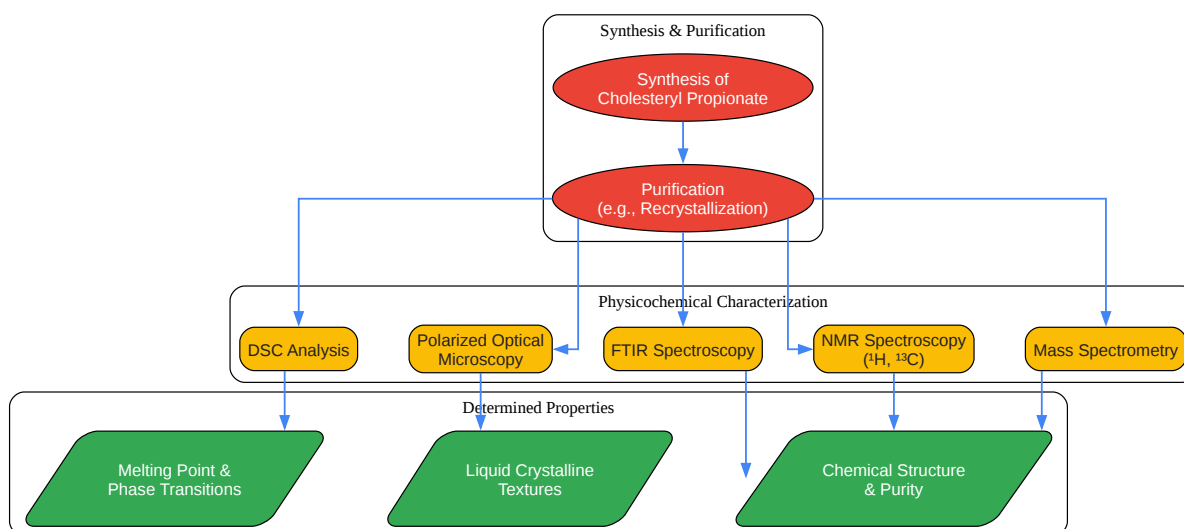 Synthesis & Purification
Synthesis of
Cholesteryl Propionate
Purification
(e.g., Recrystallization)
Physicochemical Characterization
DSC Analysis
Polarized Optical
Microscopy
FTIR Spectroscopy
NMR Spectroscopy
(¹H, ¹³C)
Mass Spectrometry
Determined Properties
Melting Point &
Phase Transitions
Liquid Crystalline
Textures
Chemical Structure
& Purity